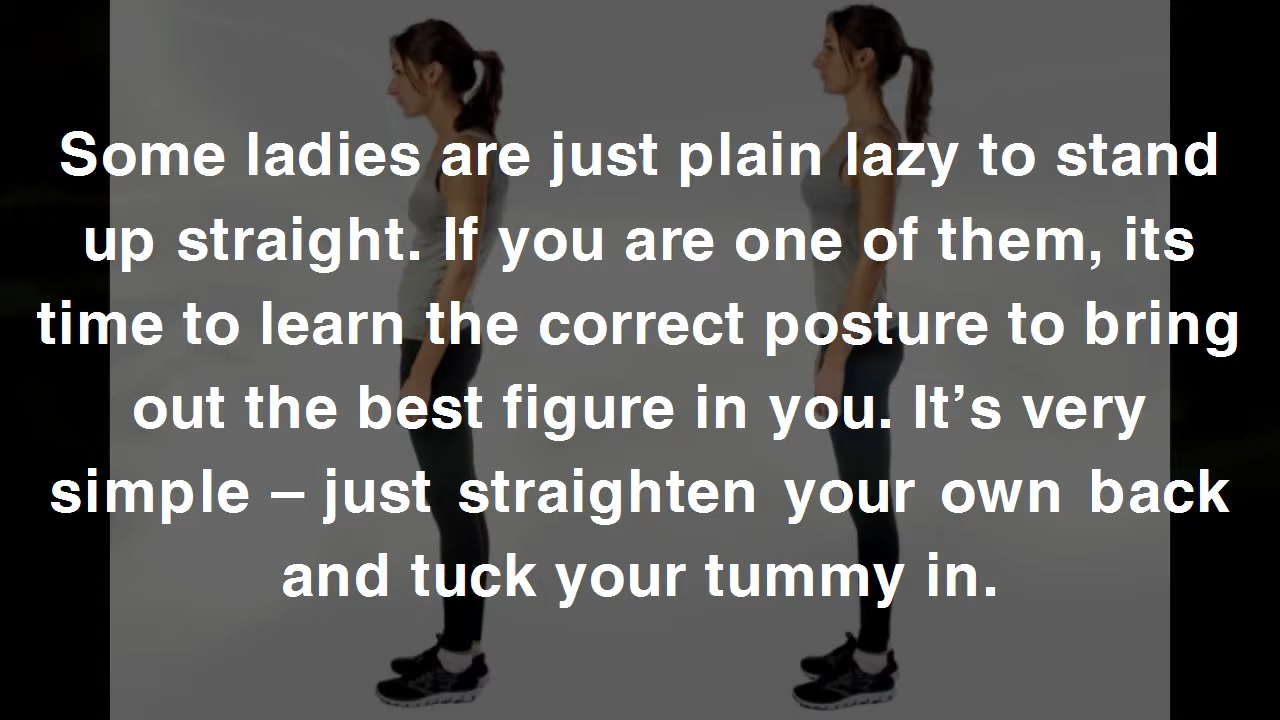 Some ladies are just plain lazy to stand
up straight. If you are one of them, its
time to learn the correct posture to bring
out the best figure in you. It’s very
simple – just straighten your own back
and tuck your tummy in.